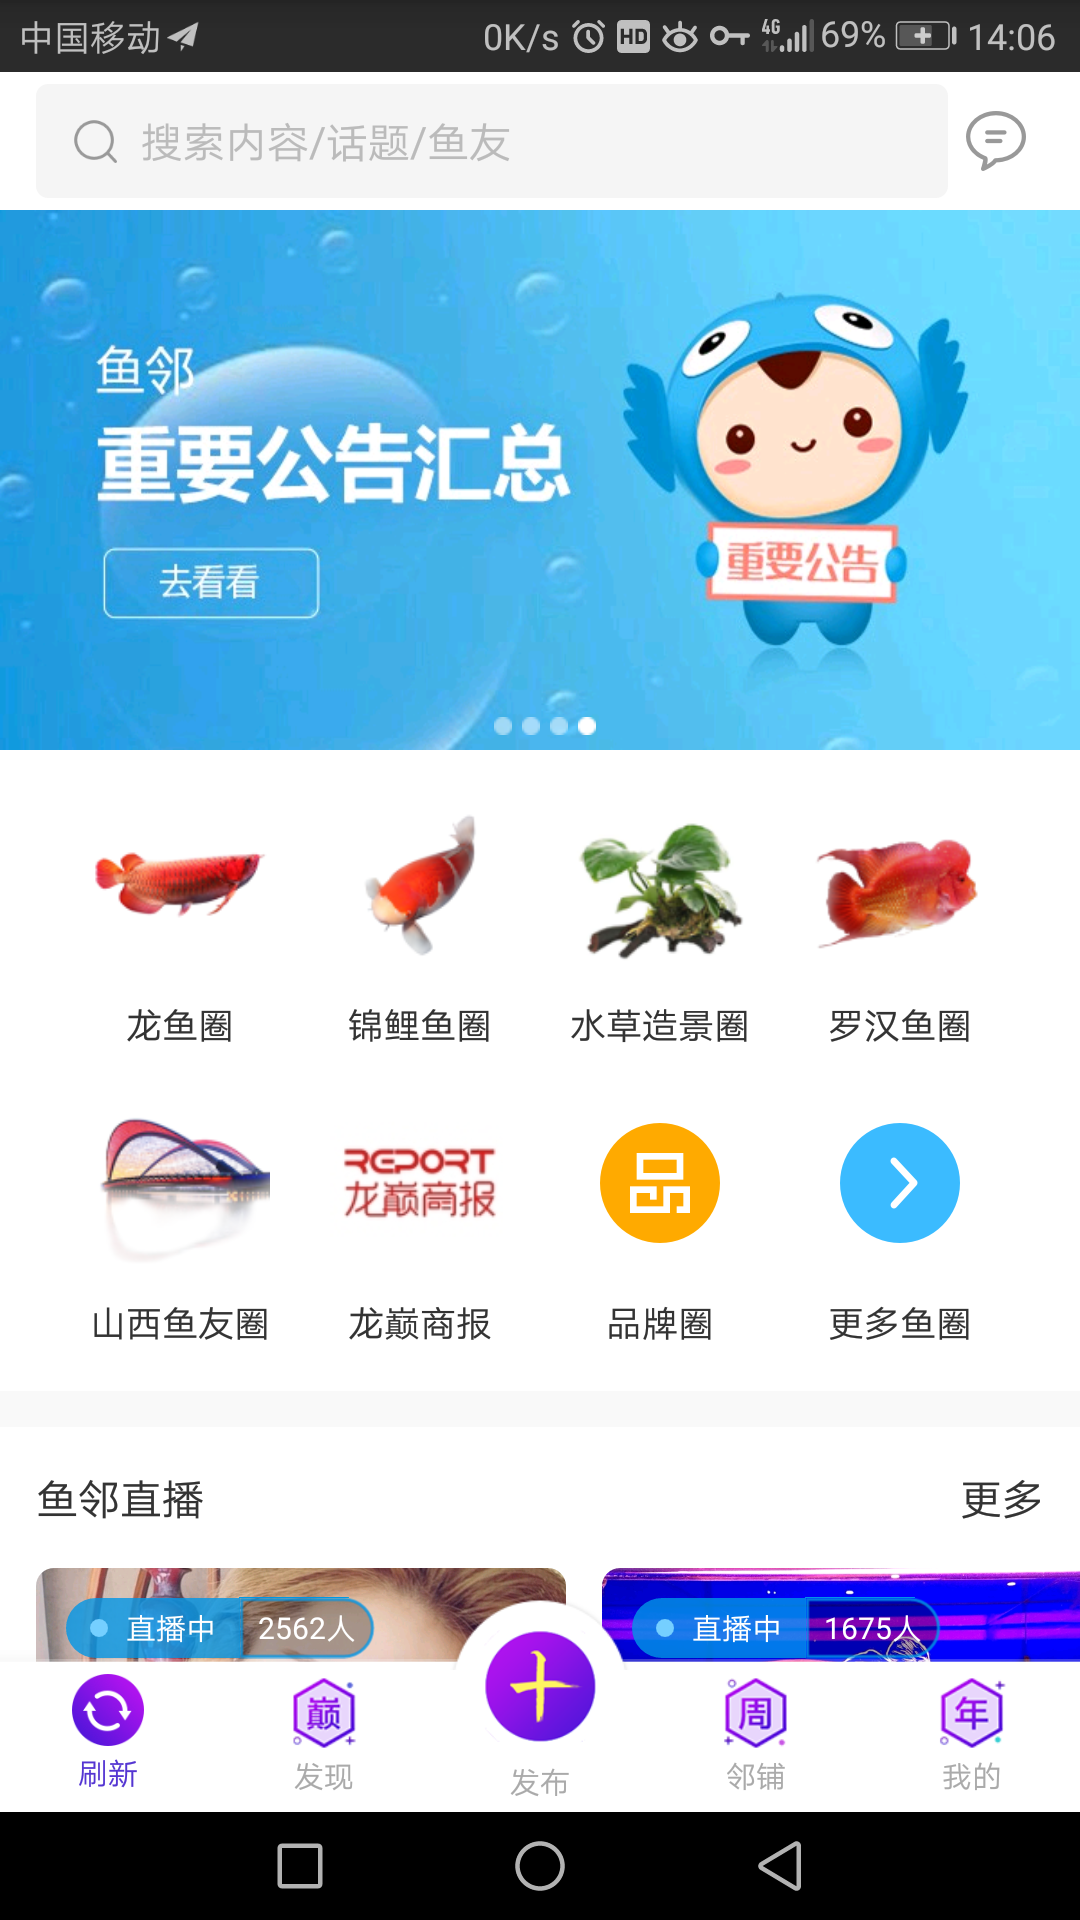 中国移动 0K/s HD 4G 69% 14:06
搜索内容/话题/鱼友
鱼邻
重要公告汇总
去看看
重要公告
龙鱼圈 锦鲤鱼圈 水草造景圈 罗汉鱼圈
REPORT
龙巅商报
品
山西鱼友圈 龙巅商报 品牌圈 更多鱼圈
鱼邻直播 更多
直播中 2562人 直播中 1675人
巅 周 年
刷新 发现 发布 邻铺 我的